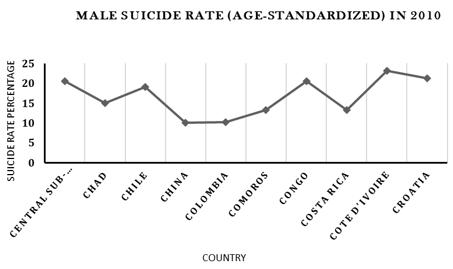 MALE SUICIDE RATE (AGE-STANDARDIZED) IN 2010
SUICIDE RATE PERCENTAGE
25
20
15
10
5
0
CENTRAL SUB-...
CHAD
CHILE
CHINA
COLOMBIA
COMOROS
CONGO
COSTA RICA
COTE D'IVOIRE
CROATIA
COUNTRY